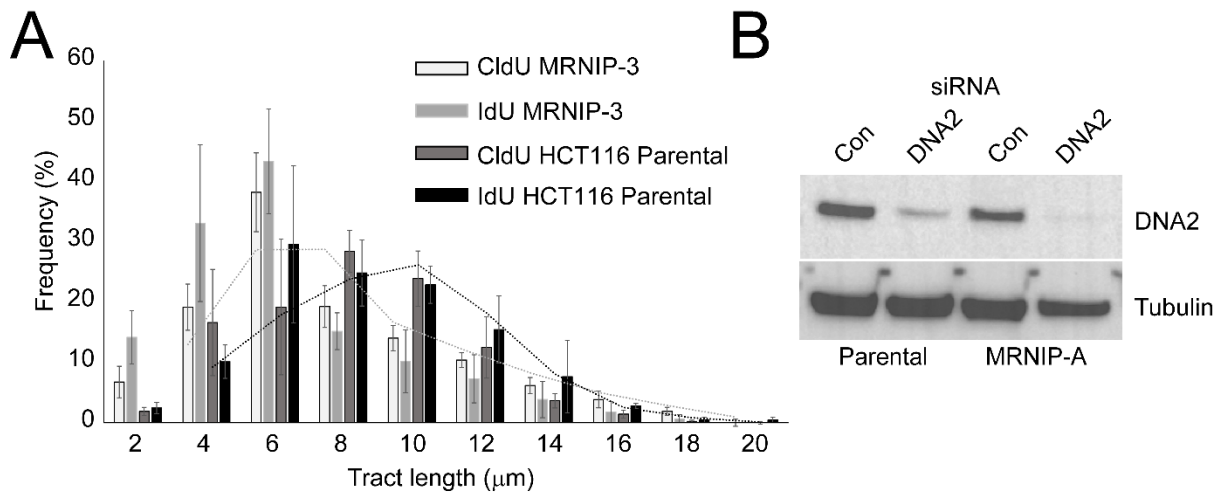 A
60
50
40
30
20
10
0
Frequency (%)
CldU MRNIP-3
IdU MRNIP-3
CldU HCT116 Parental
IdU HCT116 Parental
2 4 6 8 10 12 14 16 18 20
Tract length (μm)
B
siRNA
Con DNA2 Con DNA2
DNA2
Tubulin
Parental MRNIP-A